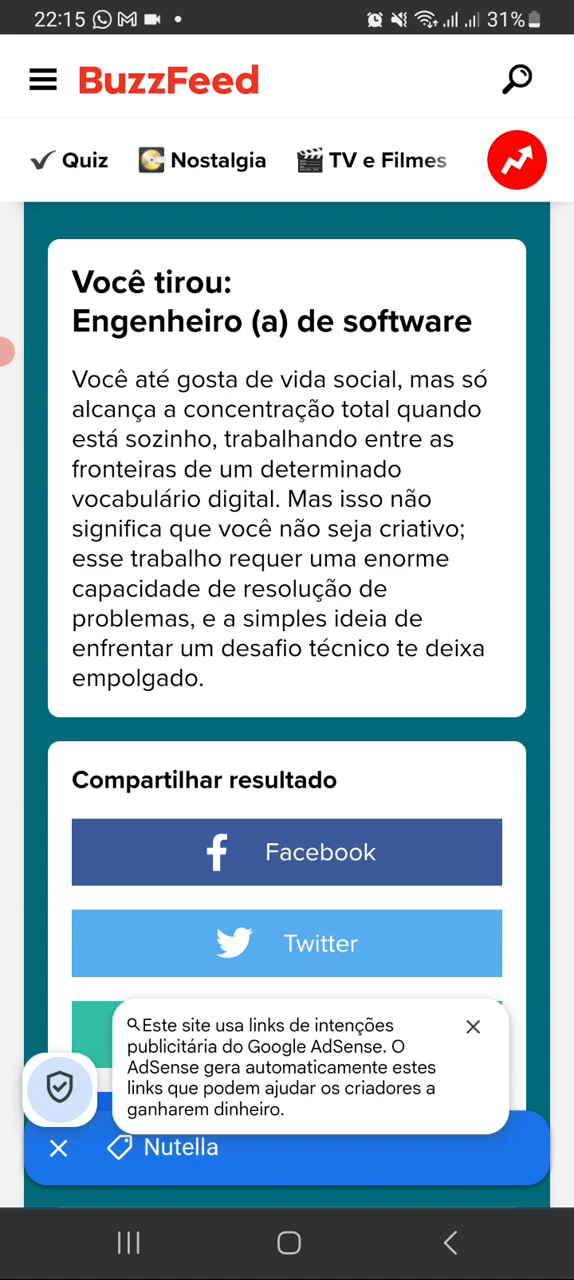 22:15 31%
BuzzFeed
Quiz Nostalgia TV e Filmes
Você tirou:
Engenheiro (a) de software
Você até gosta de vida social, mas só
alcança a concentração total quando
está sozinho, trabalhando entre as
fronteiras de um determinado
vocabulário digital. Mas isso não
significa que você não seja criativo;
esse trabalho requer uma enorme
capacidade de resolução de
problemas, e a simples ideia de
enfrentar um desafio técnico te deixa
empolgado.
Compartilhar resultado
Facebook
Twitter
Este site usa links de intenções
publicitária do Google AdSense. O
AdSense gera automaticamente estes
links que podem ajudar os criadores a
ganharem dinheiro.
Nutella